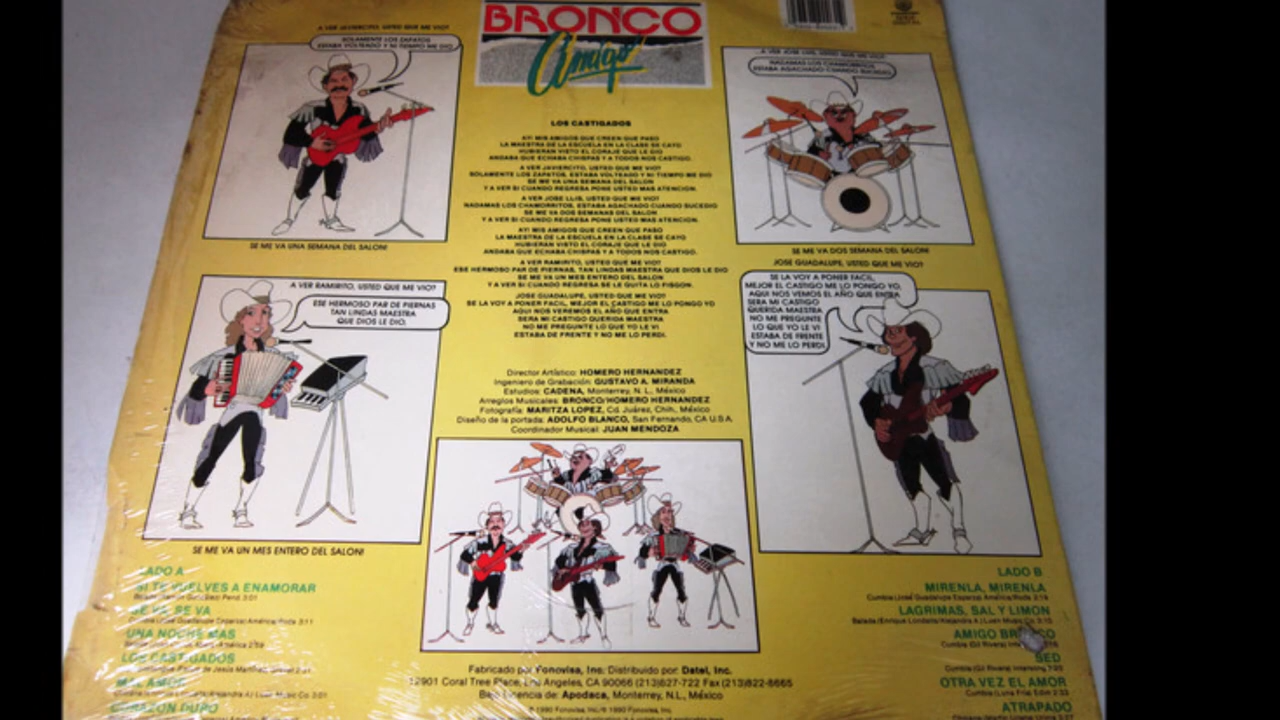 BRONCO
Amigo
A VER JAVIERCITO, USTED QUE ME VIO?
SOLAMENTE LOS ZAPATOS
ESTABA VOLTEADO Y NI TIEMPO ME DIO
SE ME VA UNA SEMANA DEL SALON!
A VER JOSE LUIS, USTED QUE ME VIO?
NADAMAS LOS CHAMORRITOS,
ESTABA AGACHADO CUANDO SUCEDIO
SE ME VA DOS SEMANAS DEL SALON!
LOS CASTIGADOS
AY! MIS AMIGOS QUE CREEN QUE PASO
LA MAESTRA DE LA ESCUELA EN LA CLASE SE CAYO
HUBIERAN VISTO EL CORAJE QUE LE DIO
ANDABA QUE ECHABA CHISPAS Y A TODOS NOS CASTIGO.
A VER JAVIERCITO, USTED QUE ME VIO?
SOLAMENTE LOS ZAPATOS, ESTABA VOLTEADO Y NI TIEMPO ME DIO
SE ME VA UNA SEMANA DEL SALON
Y A VER SI CUANDO REGRESA PONE USTED MAS ATENCION.
A VER JOSE LUIS, USTED QUE ME VIO?
NADAMAS LOS CHAMORRITOS, ESTABA AGACHADO CUANDO SUCEDIO
SE ME VA DOS SEMANAS DEL SALON
Y A VER SI CUANDO REGRESA PONE USTED MAS ATENCION.
AY! MIS AMIGOS QUE CREEN QUE PASO
LA MAESTRA DE LA ESCUELA EN LA CLASE SE CAYO
HUBIERAN VISTO EL CORAJE QUE LE DIO
ANDABA QUE ECHABA CHISPAS Y A TODOS NOS CASTIGO.
A VER RAMIRITO, USTED QUE ME VIO?
ESE HERMOSO PAR DE PIERNAS, TAN LINDAS MAESTRA QUE DIOS LE DIO
SE ME VA UN MES ENTERO DEL SALON
Y A VER SI CUANDO REGRESA SE LE QUITA LO FISGON.
JOSE GUADALUPE, USTED QUE ME VIO?
SE LA VOY A PONER FACIL, MEJOR EL CASTIGO ME LO PONGO YO
AQUI NOS VEREMOS EL AÑO QUE ENTRA
SERA MI CASTIGO QUERIDA MAESTRA
NO ME PREGUNTE LO QUE YO LE VI
ESTABA DE FRENTE Y NO ME LO PERDI.
A VER RAMIRITO, USTED QUE ME VIO?
ESE HERMOSO PAR DE PIERNAS
TAN LINDAS MAESTRA
QUE DIOS LE DIO.
SE ME VA UN MES ENTERO DEL SALON!
JOSE GUADALUPE, USTED QUE ME VIO?
SE LA VOY A PONER FACIL,
MEJOR EL CASTIGO ME LO PONGO YO,
AQUI NOS VEMOS EL AÑO QUE ENTRA
SERA MI CASTIGO
QUERIDA MAESTRA
NO ME PREGUNTE
LO QUE YO LE VI
ESTABA DE FRENTE
Y NO ME LO PERDI.
Director Artístico: HOMERO HERNANDEZ
Ingeniero de Grabación: GUSTAVO A. MIRANDA
Estudios: CADENA, Monterrey, N. L., México
Arreglos Musicales: BRONCO/HOMERO HERNANDEZ
Fotografía: MARITZA LOPEZ, Cd. Juárez, Chih., México
Diseño de la portada: ADOLFO BLANCO, San Fernando, CA U.S.A.
Coordinador Musical: JUAN MENDOZA
LADO A
SI TE VUELVES A ENAMORAR
SE VA, SE VA
UNA NOCHE MAS
LOS CASTIGADOS
MAL AMOR
CORAZON DURO
LADO B
MIRENLA, MIRENLA
LAGRIMAS, SAL Y LIMON
AMIGO BRONCO
SED
OTRA VEZ EL AMOR
ATRAPADO
Fabricado por Fonovisa, Inc. Distribuido por: Datel, Inc.
12901 Coral Tree Place, Los Angeles, CA 90066 (213)827-722 Fax (213)822-8665
Bajo licencia de: Apodaca, Monterrey, N.L., México
© 1990 Fonovisa, Inc.